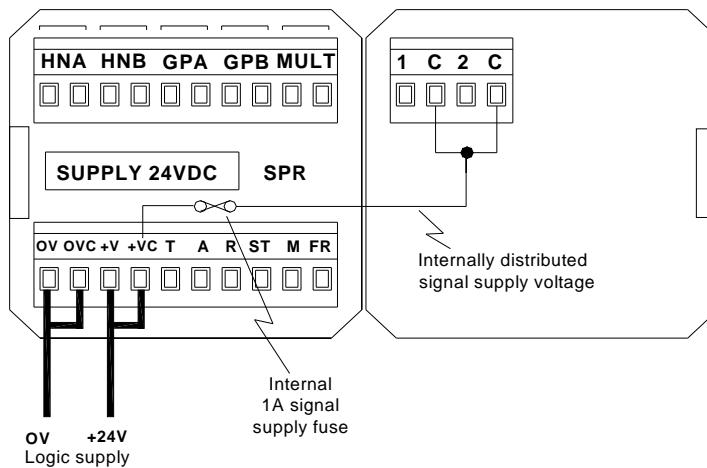 HNA HNB GPA GPB MULT
1 C 2 C
SUPPLY 24VDC SPR
OV OVC +V +VC T A R ST M FR
Internally distributed
signal supply voltage
Internal
1A signal
supply fuse
OV +24V
Logic supply